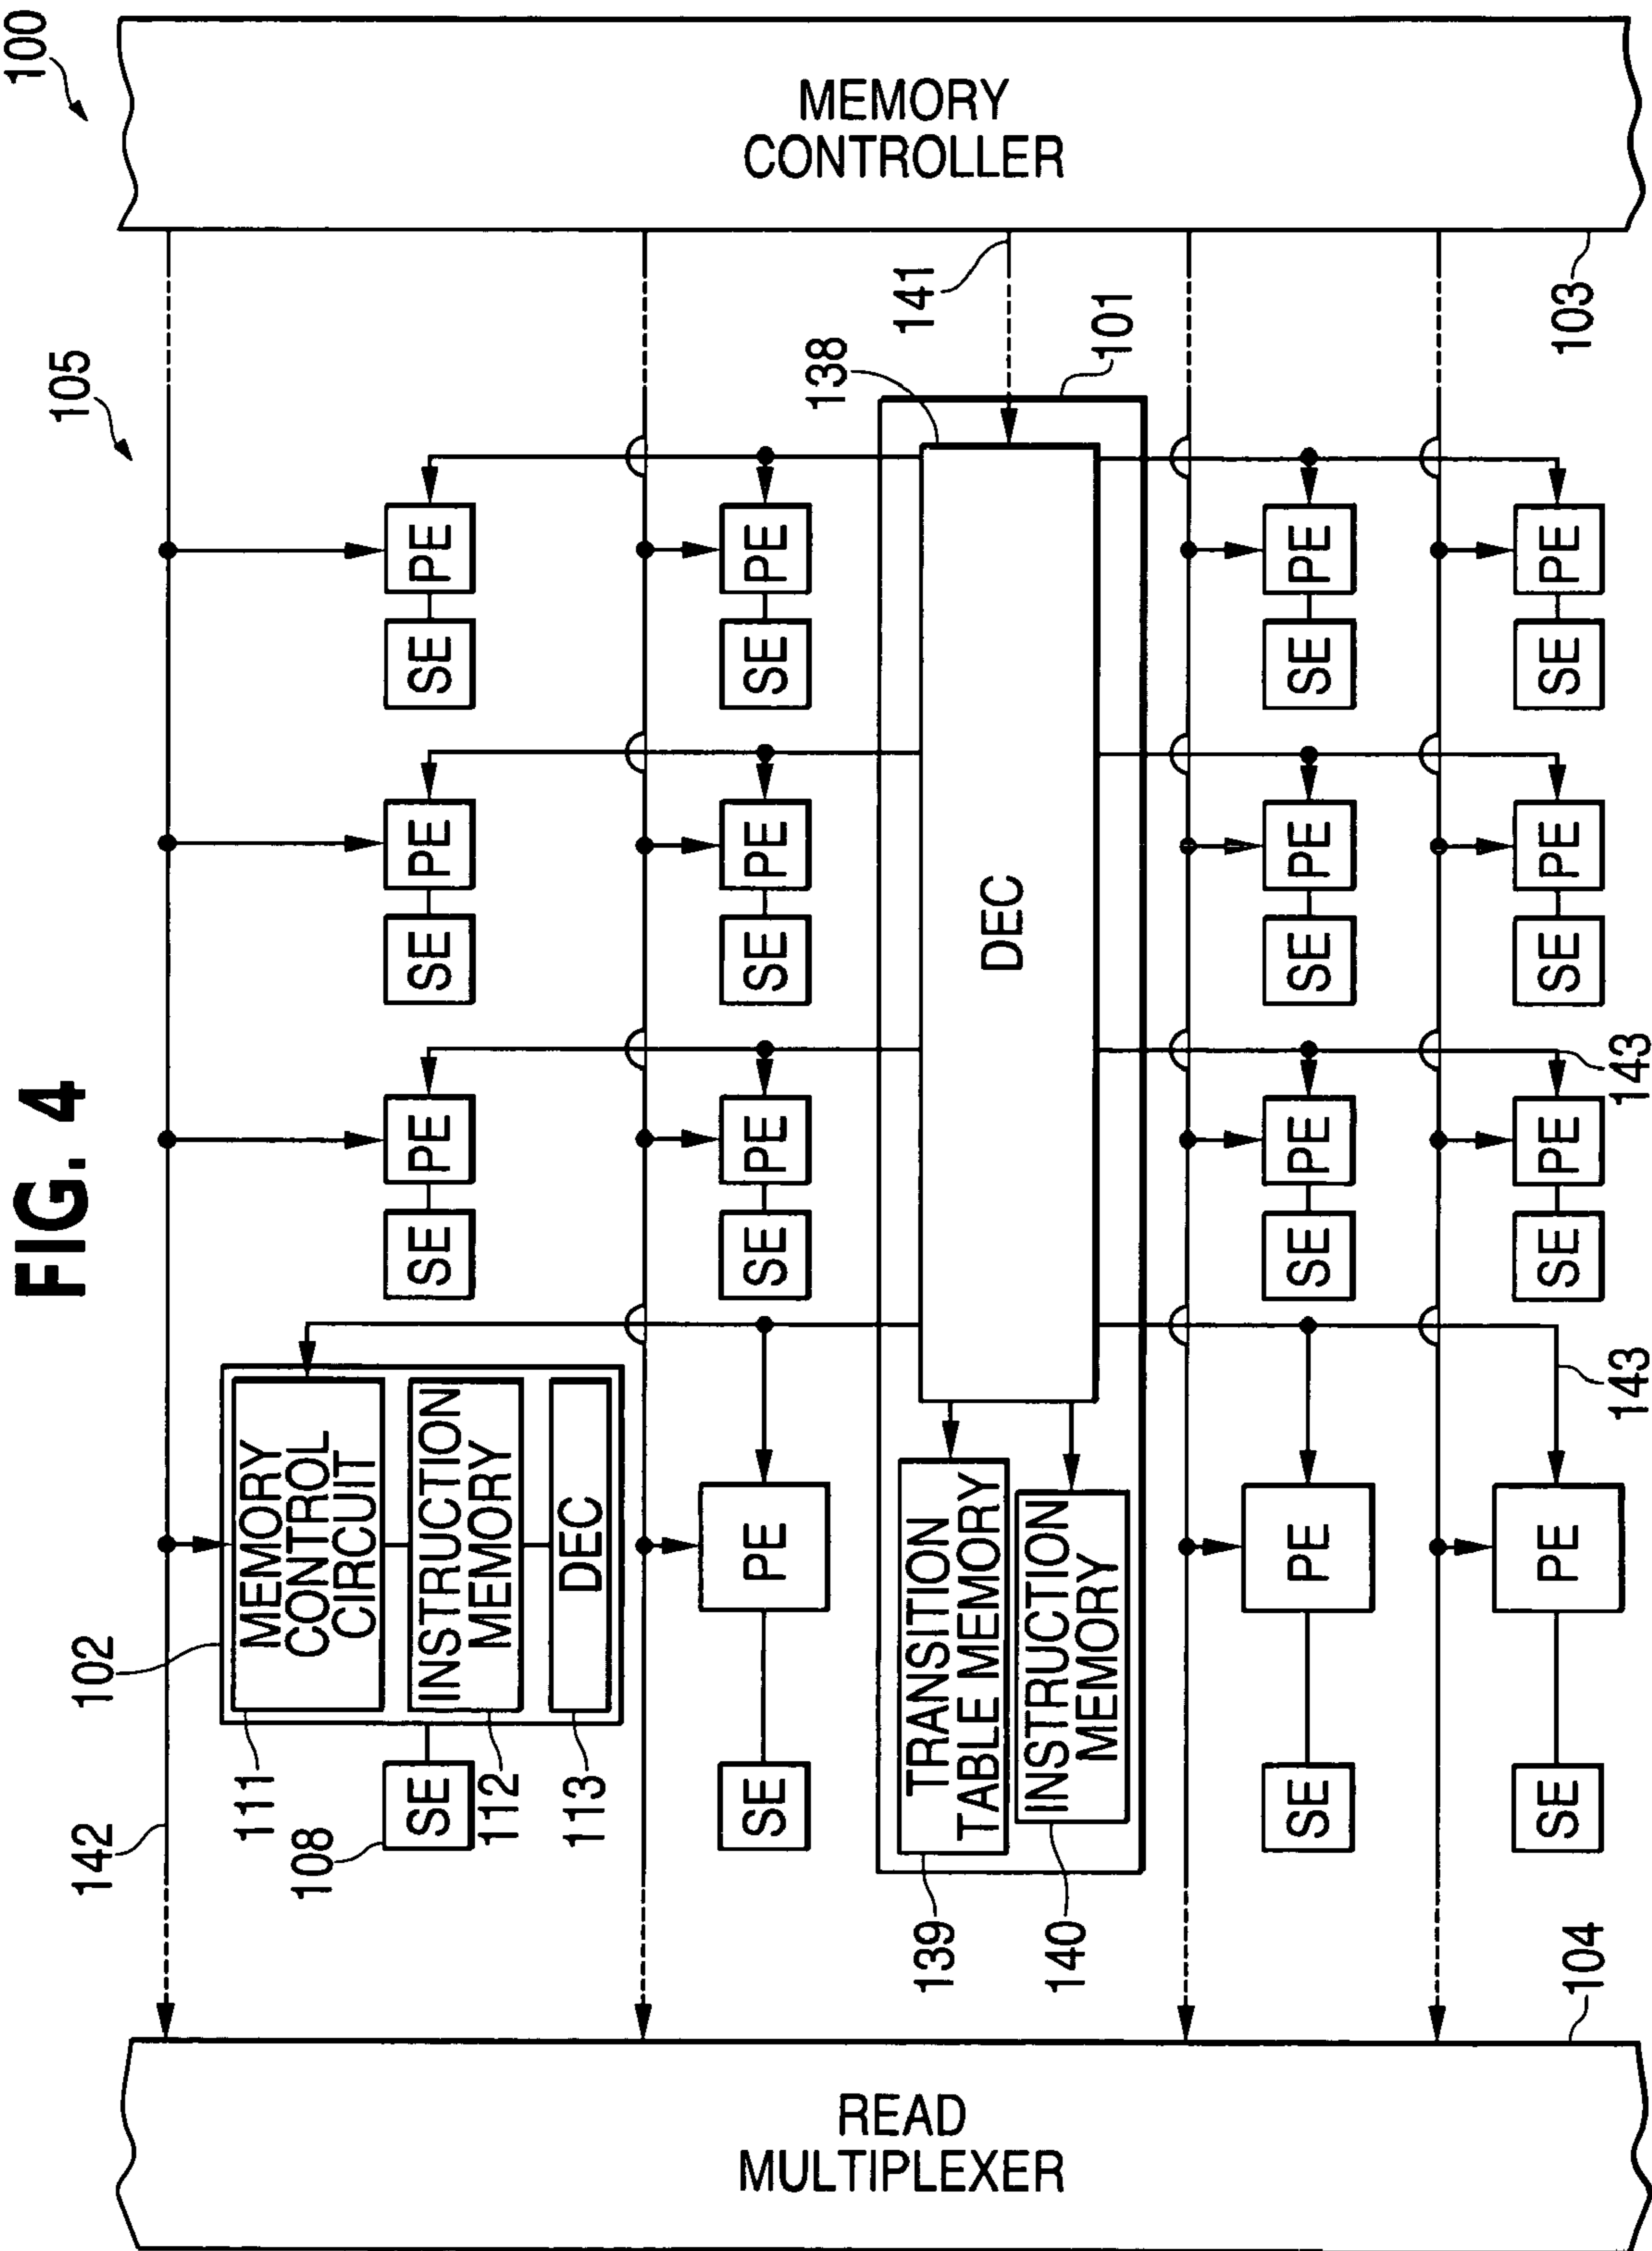 FIG. 4
100
105
142
102
111
MEMORY
CONTROL
CIRCUIT
108
SE
112
INSTRUCTION
MEMORY
113
DEC
SE
PE
SE
PE
SE
PE
SE
PE
SE
PE
SE
PE
SE
PE
READ
MULTIPLEXER
139
TRANSITION
TABLE MEMORY
140
INSTRUCTION
MEMORY
DEC
138
141
101
MEMORY
CONTROLLER
SE
PE
SE
PE
SE
PE
SE
PE
SE
PE
SE
PE
SE
PE
SE
PE
104
143
143
103